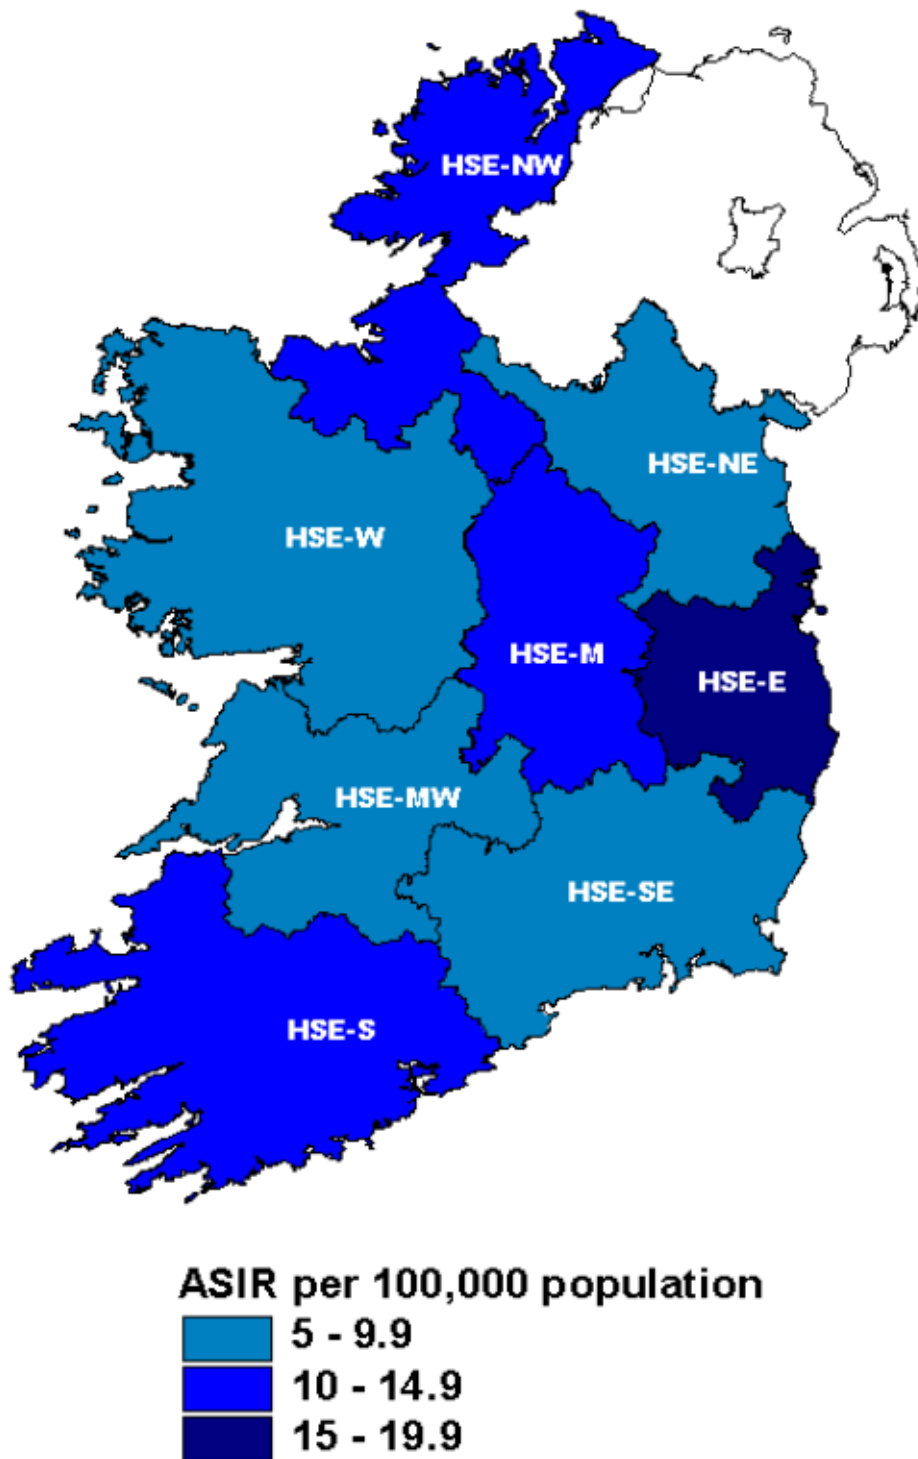 HSE-NW
HSE-NE
HSE-W
HSE-M
HSE-E
HSE-MW
HSE-SE
HSE-S
ASIR per 100,000 population
5 - 9.9
10 - 14.9
15 - 19.9